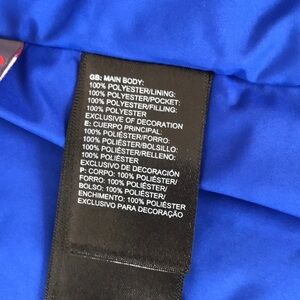 GB: MAIN BODY:
100% POLYESTER/LINING:
100% POLYESTER/POCKET:
100% POLYESTER/FILLING:
100% POLYESTER
EXCLUSIVE OF DECORATION
E: CUERPO PRINCIPAL:
100% POLIÉSTER/FORRO:
100% POLIÉSTER/BOLSILLO:
100% POLIÉSTER/RELLENO:
100% POLIÉSTER
EXCLUSIVO DE DECORACIÓN
P: CORPO: 100% POLIÉSTER/
FORRO: 100% POLIÉSTER/
BOLSO: 100% POLIÉSTER/
ENCHIMENTO: 100% POLIÉSTER
EXCLUSIVO PARA DECORAÇÃO